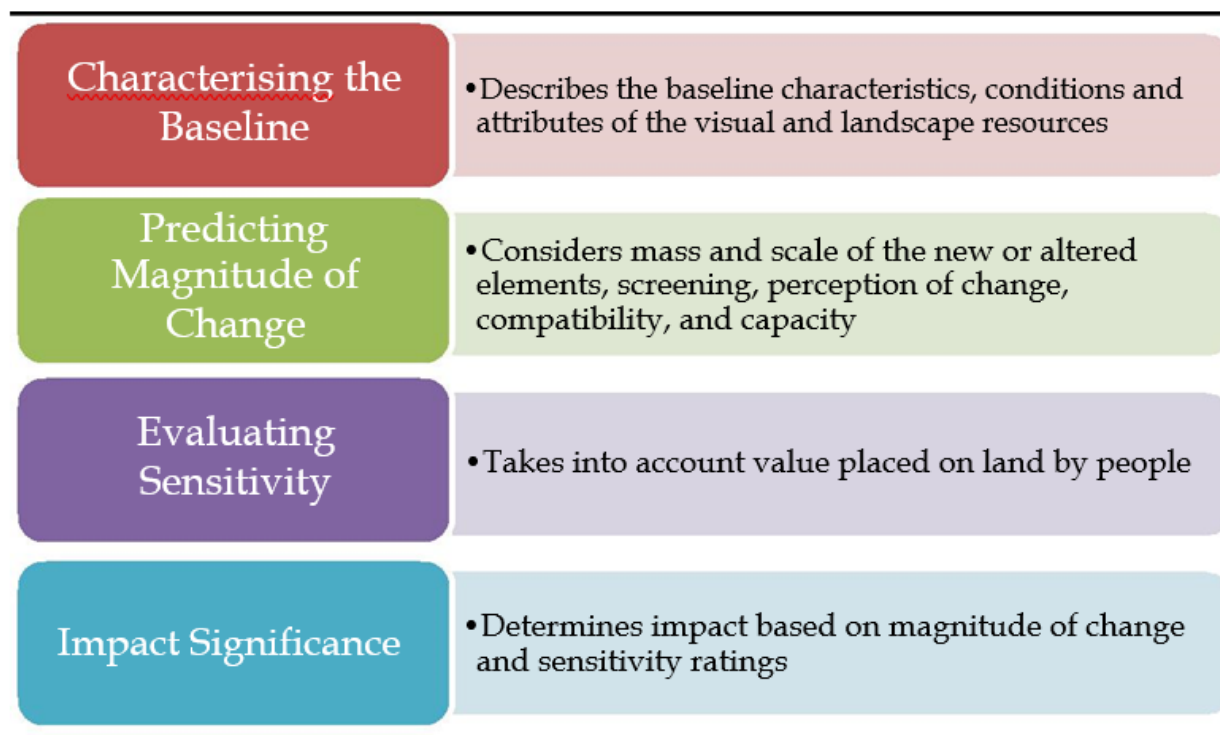 Characterising the
Baseline
•Describes the baseline characteristics, conditions and
attributes of the visual and landscape resources
Predicting
Magnitude of
Change
•Considers mass and scale of the new or altered
elements, screening, perception of change,
compatibility, and capacity
Evaluating
Sensitivity
•Takes into account value placed on land by people
Impact Significance
•Determines impact based on magnitude of change
and sensitivity ratings